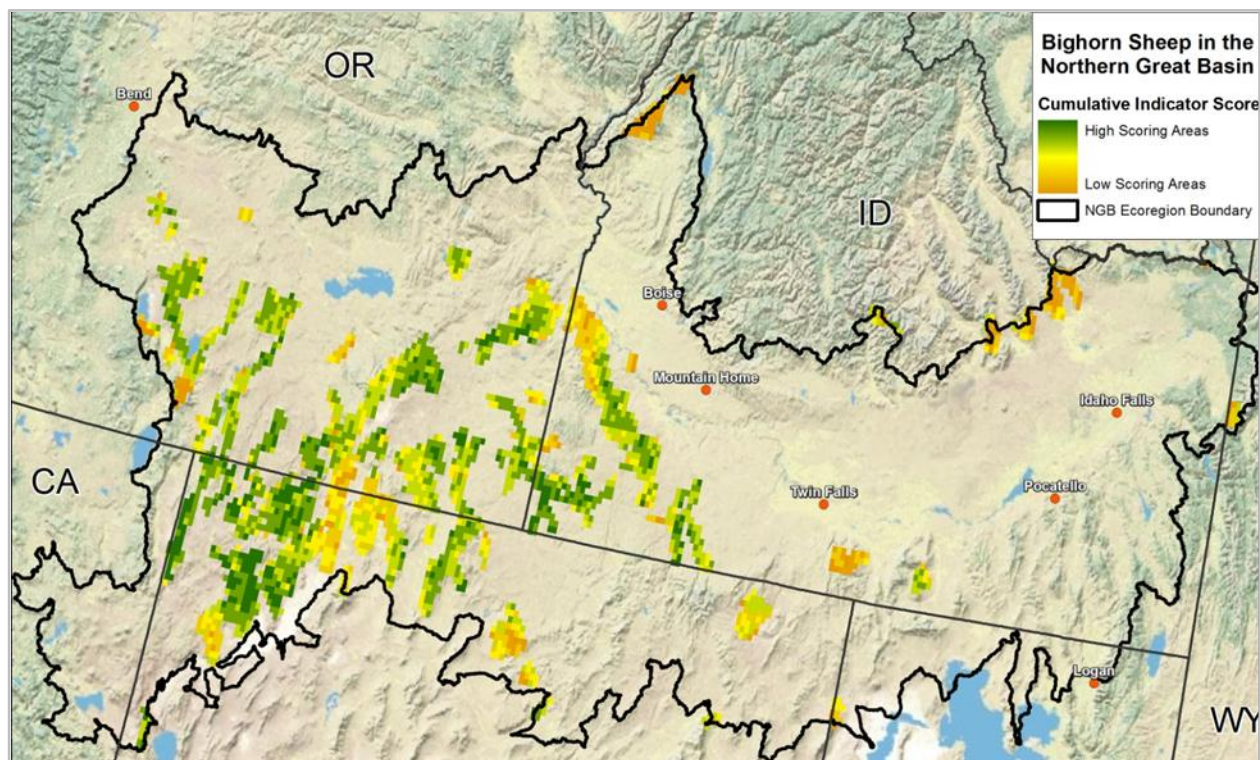 OR
Bend
Bighorn Sheep in the
Northern Great Basin
Cumulative Indicator Score
High Scoring Areas
Low Scoring Areas
NGB Ecoregion Boundary
ID
Boise
Mountain Home
Idaho Falls
CA
Twin Falls
Pocatello
Logan
WY